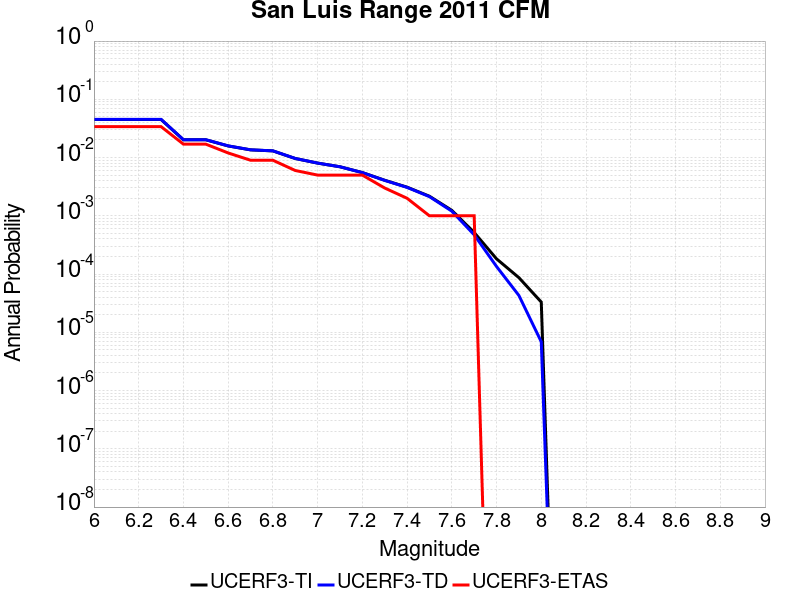 San Luis Range 2011 CFM
10^0
10^-1
10^-2
10^-3
10^-4
10^-5
10^-6
10^-7
10^-8
Annual Probability
6 6.2 6.4 6.6 6.8 7 7.2 7.4 7.6 7.8 8 8.2 8.4 8.6 8.8 9
Magnitude
UCERF3-TI UCERF3-TD UCERF3-ETAS